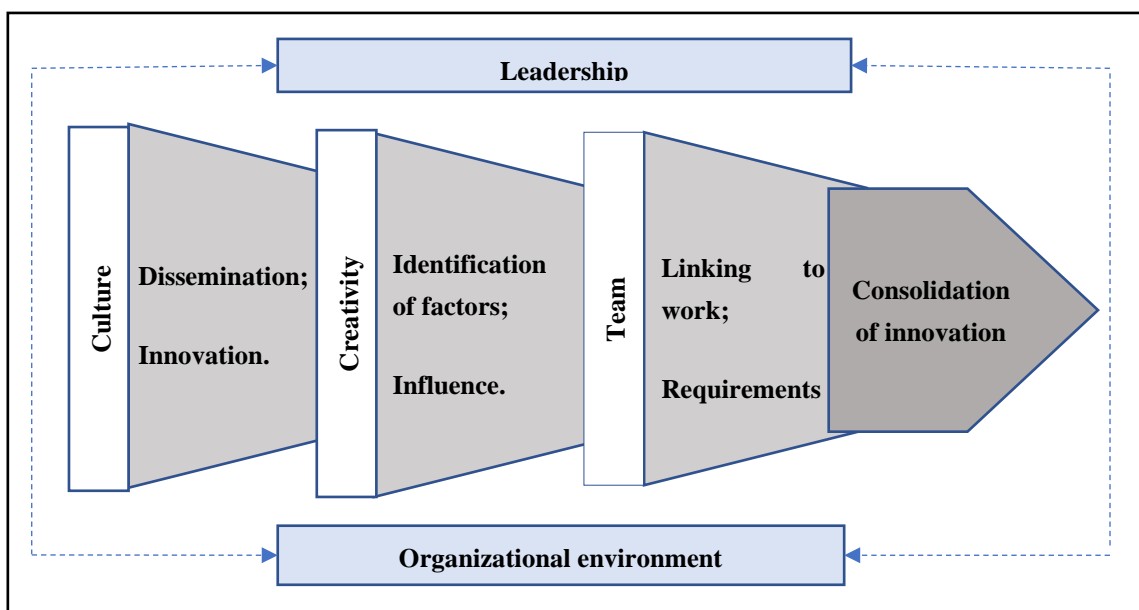 Leadership
Culture
Dissemination;
Innovation.
Creativity
Identification
of factors;
Influence.
Team
Linking to
work;
Requirements
Consolidation
of innovation
Organizational environment